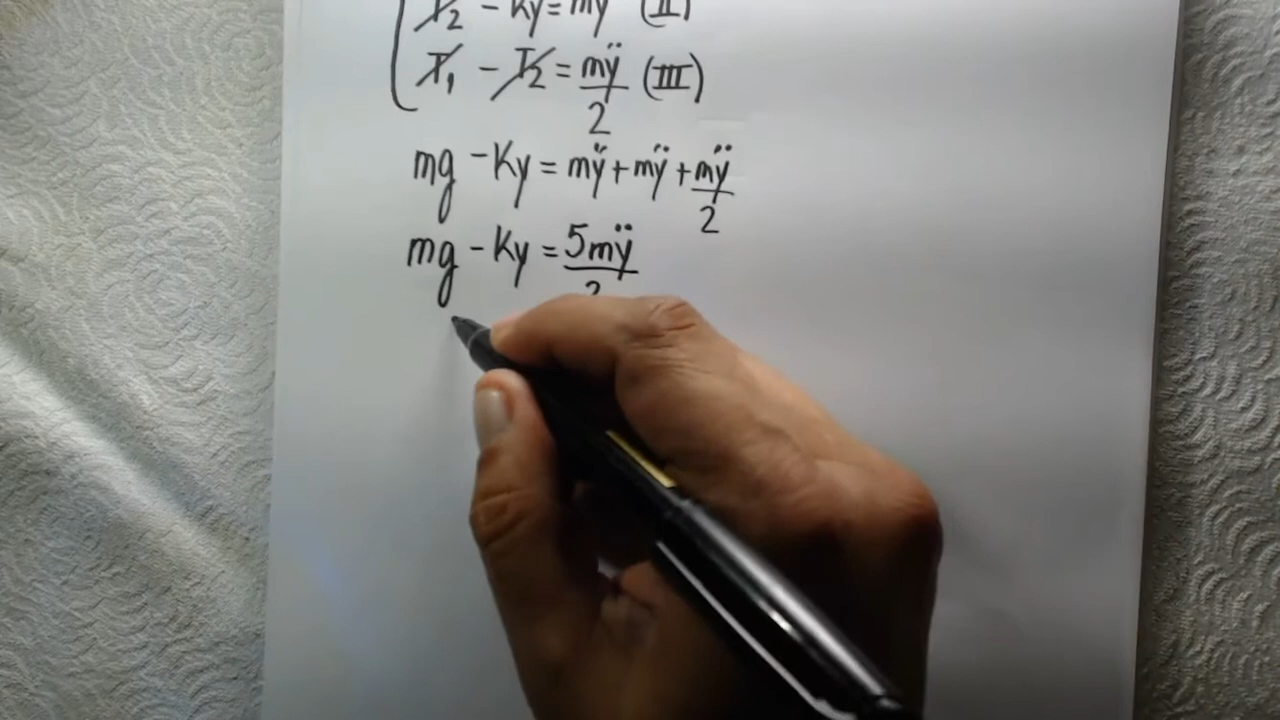 T₂ - Ky = mÿ (II)
T₁ - T₂ = mÿ/2 (III)
mg - Ky = mÿ + mÿ + mÿ/2
mg - Ky = 5mÿ/2